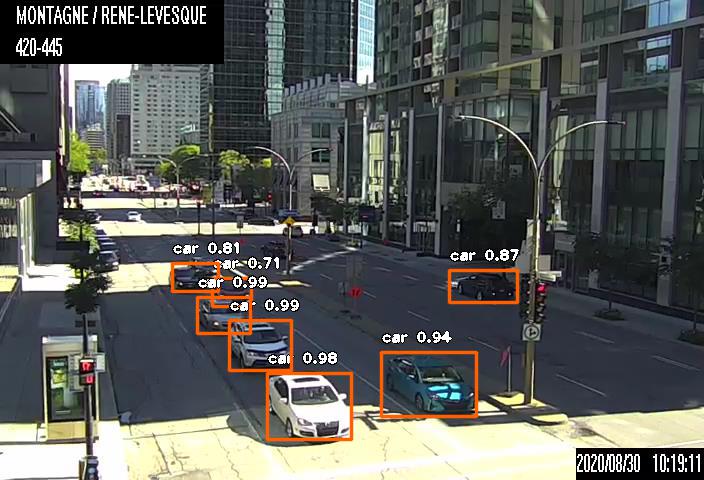 MONTAGNE / RENE-LEVESQUE
420-445
car 0.81
car 0.71
car 0.99
car 0.99
car 0.98
car 0.94
car 0.87
2020/08/30 10:19:11